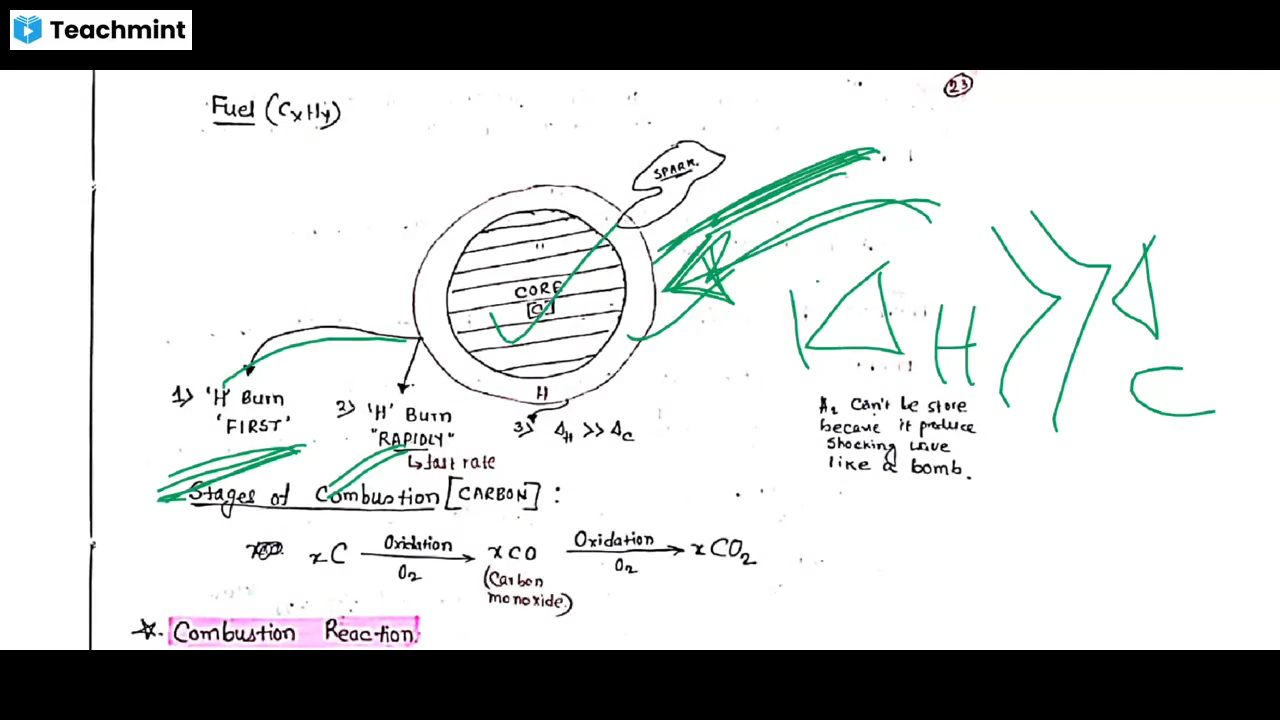 Teachmint
23
Fuel (CxHy)
SPARK
CORE
[C]
H
1) 'H' Burn
'FIRST'
2) 'H' Burn
"RAPIDLY"
↳ fast rate
3) ΔH >> ΔC
ΔH >> ΔC
H2 can't be store
becaue it produce
shocking wave
like a bomb.
Stages of Combustion [CARBON] :
xC Oxidation O2 → xCO Oxidation O2 → xCO2
(Carbon
monoxide)
☆. Combustion Reaction.